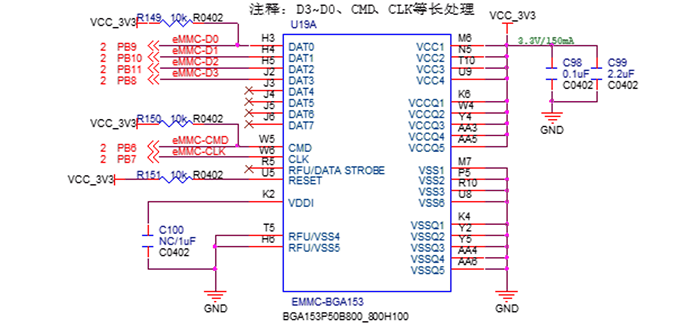 注释：D3~D0、CMD、CLK等长处理
VCC_3V3 R149 10k R0402
U19A
VCC_3V3
2 PB9 eMMC-D0 H3 DAT0
2 PB10 eMMC-D1 H4 DAT1
2 PB11 eMMC-D2 H5 DAT2
2 PB8 eMMC-D3 J2 DAT3
J3 DAT4
J4 DAT5
J5 DAT6
J6 DAT7
VCC_3V3 R150 10k R0402
2 PB6 eMMC-CMD W5 CMD
2 PB7 eMMC-CLK W6 CLK
R5 RFU/DATA STROBE
VCC_3V3 R151 10k R0402 U5 RESET
K2 VDDI
C100
NC/1uF
C0402
T5 RFU/VSS4
H6 RFU/VSS5
GND
VCC1 M6
VCC2 N5
VCC3 T10
VCC4 U9
3.3V/150mA
C98
0.1uF
C0402
C99
2.2uF
C0402
GND
VCCQ1 K6
VCCQ2 W4
VCCQ3 Y4
VCCQ4 AA3
VCCQ5 AA5
VSS1 M7
VSS2 P5
VSS3 R10
VSS6 U8
VSSQ1 K4
VSSQ2 Y2
VSSQ3 Y5
VSSQ4 AA4
VSSQ5 AA6
GND
EMMC-BGA153
BGA153P50B800_800H100